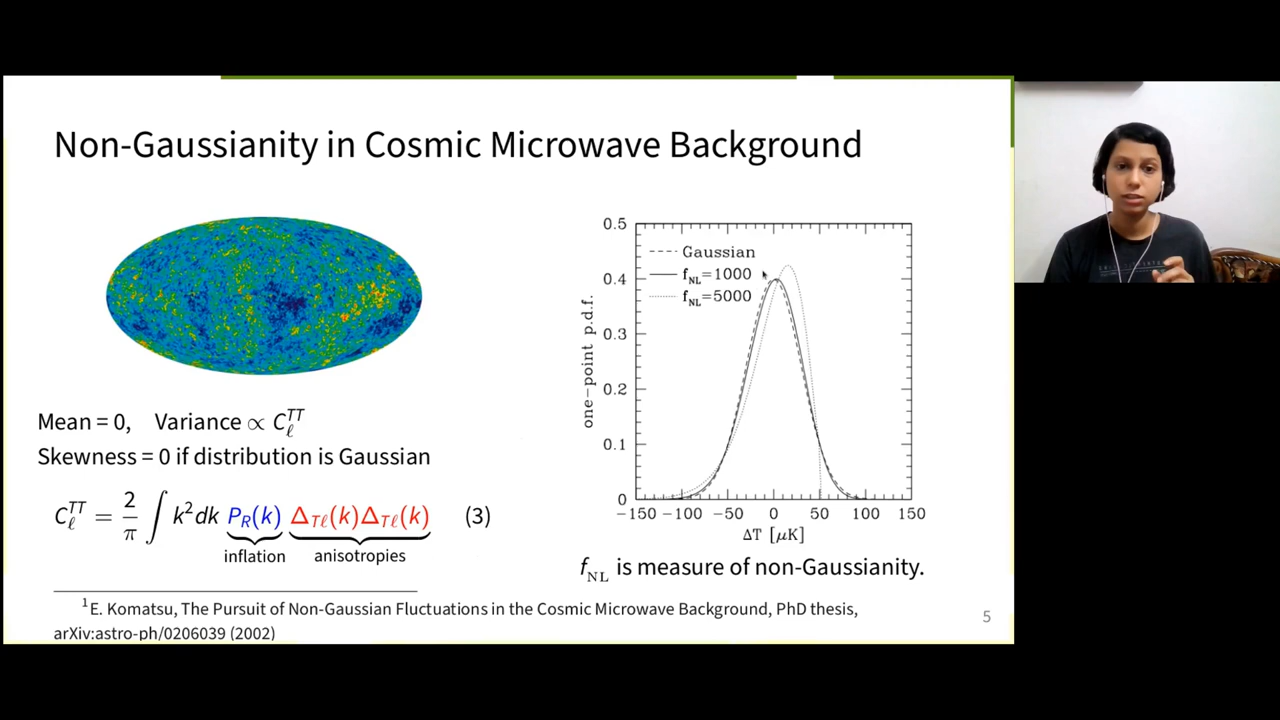 Non-Gaussianity in Cosmic Microwave Background
Mean = 0, Variance ∝ C_ℓ^{TT}
Skewness = 0 if distribution is Gaussian
C_ℓ^{TT} = 2/π ∫ k²dk P_R(k) Δ_{Tℓ}(k)Δ_{Tℓ}(k) (3)
inflation anisotropies
0.5
0.4
0.3
0.2
0.1
0
one−point p.d.f.
Gaussian
f_NL=1000
f_NL=5000
−150 −100 −50 0 50 100 150
ΔT [μK]
f_NL is measure of non-Gaussianity.
¹E. Komatsu, The Pursuit of Non-Gaussian Fluctuations in the Cosmic Microwave Background, PhD thesis,
arXiv:astro-ph/0206039 (2002)
5